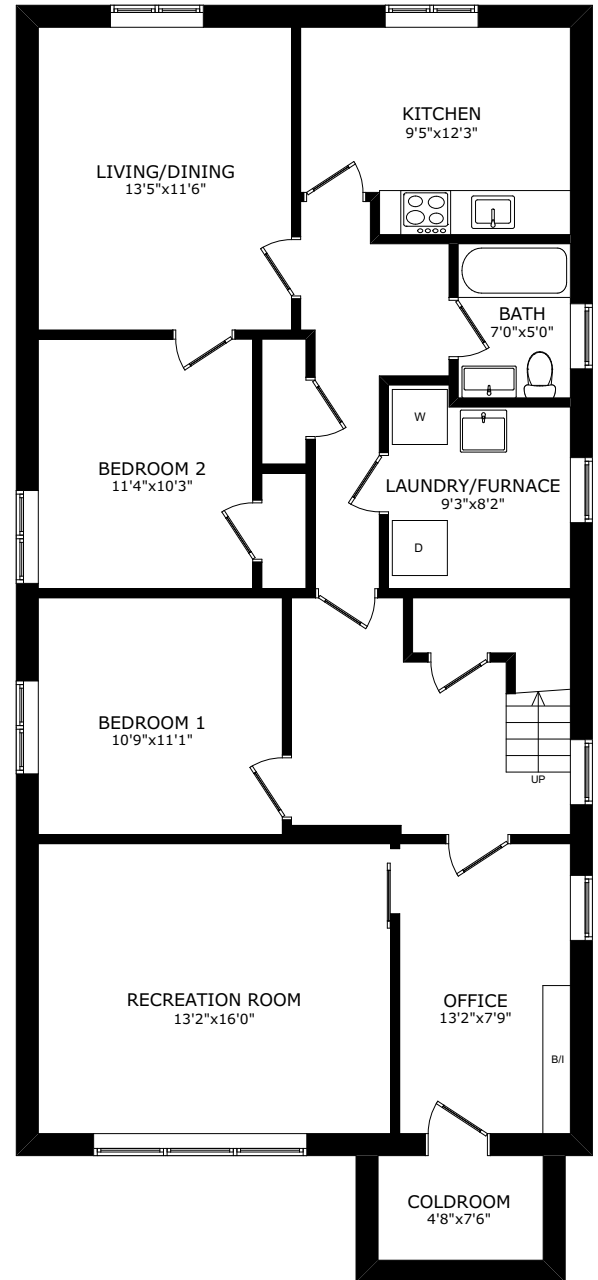 KITCHEN
9'5"x12'3"
LIVING/DINING
13'5"x11'6"
BATH
7'0"x5'0"
W
BEDROOM 2
11'4"x10'3"
LAUNDRY/FURNACE
9'3"x8'2"
D
BEDROOM 1
10'9"x11'1"
UP
RECREATION ROOM
13'2"x16'0"
OFFICE
13'2"x7'9"
B/I
COLDROOM
4'8"x7'6"